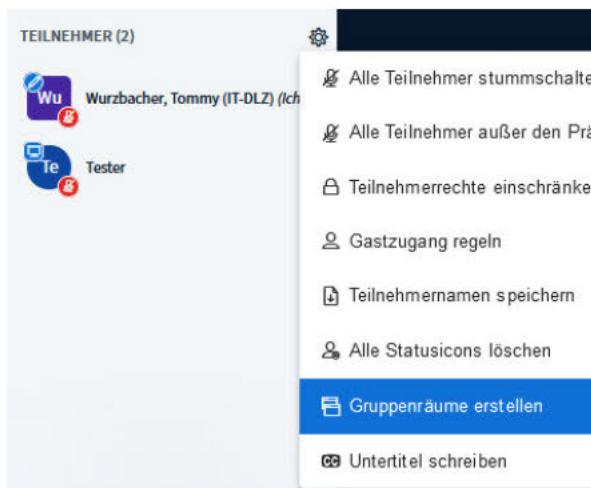 TEILNEHMER (2)
Wu Wurzbacher, Tommy (IT-DLZ) (Ich
Te Tester
Alle Teilnehmer stummschalte
Alle Teilnehmer außer den Prä
Teilnehmerrechte einschränke
Gastzugang regeln
Teilnehmernamen speichern
Alle Statusicons löschen
Gruppenräume erstellen
CC Untertitel schreiben